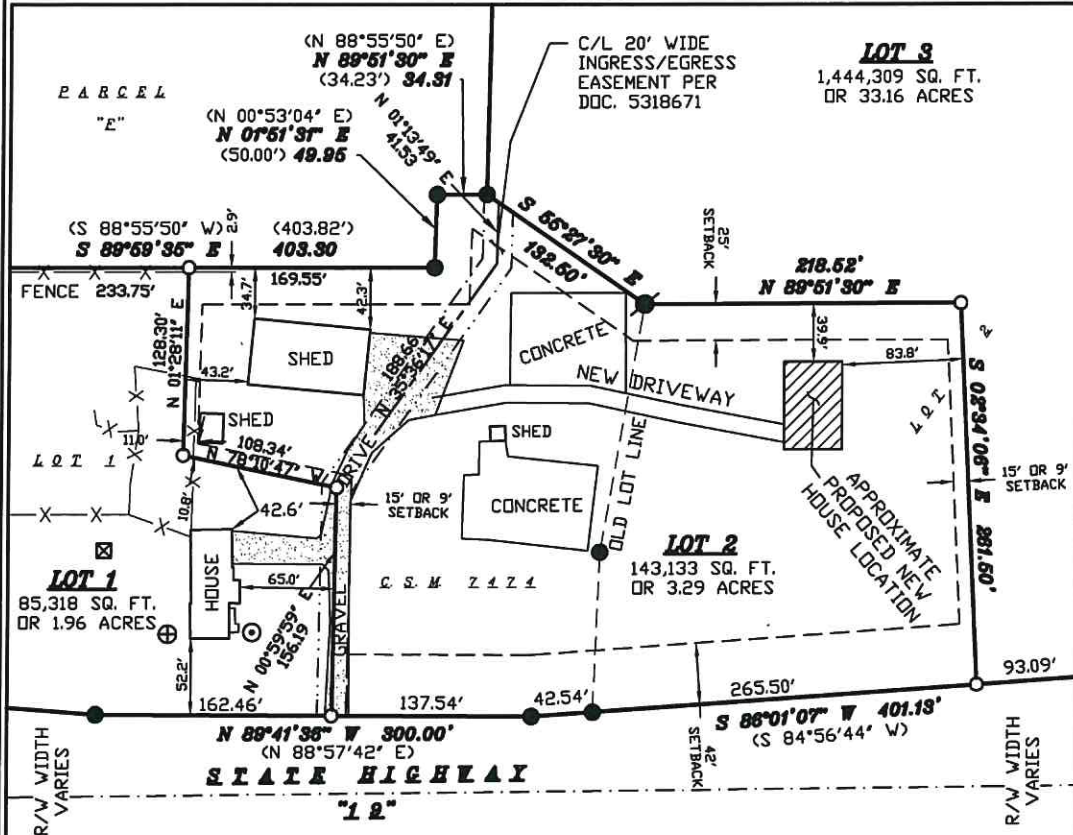 (N 88°55'50" E)
N 89°51'30" E
(34.23') 34.31
C/L 20' WIDE
INGRESS/EGRESS
EASEMENT PER
DOC. 5318671
LOT 3
1,444,309 SQ. FT.
OR 33.16 ACRES
PARCEL
"E"
(N 00°53'04" E)
N 01°51'31" E
(50.00') 49.95
N 01°13'49" E
41.53
(S 88°55'50" W) (403.82')
S 89°59'35" E 403.30
2.9'
S 55°27'30" E
132.50'
25'
SETBACK
218.52'
N 89°51'30" E
FENCE 233.75'
169.55'
34.7'
42.3'
128.30'
N 01°28'11" E
43.2'
SHED
188.66
N 35°36'17" E
CONCRETE
NEW DRIVEWAY
39.9'
83.8'
LOT 2
S 02°34'06" E 281.50'
SHED
11.0'
108.34'
N 78°10'47" W
DRIVE
LOT 1
10.8'
42.6'
15' OR 9'
SETBACK
SHED
CONCRETE
OLD LOT LINE
APPROXIMATE
PROPOSED NEW
HOUSE LOCATION
15' OR 9'
SETBACK
LOT 1
85,318 SQ. FT.
OR 1.96 ACRES
HOUSE
65.0'
C.S.M. 7474
LOT 2
143,133 SQ. FT.
OR 3.29 ACRES
GRAVEL
N 00°59'59" E
156.19
52.2'
162.46'
137.54'
42.54'
265.50'
93.09'
N 89°41'36" W 300.00'
(N 88°57'42" E)
S 86°01'07" W 401.13'
(S 84°56'44" W)
42'
SETBACK
STATE HIGHWAY
"19"
R/W WIDTH
VARIES
R/W WIDTH
VARIES